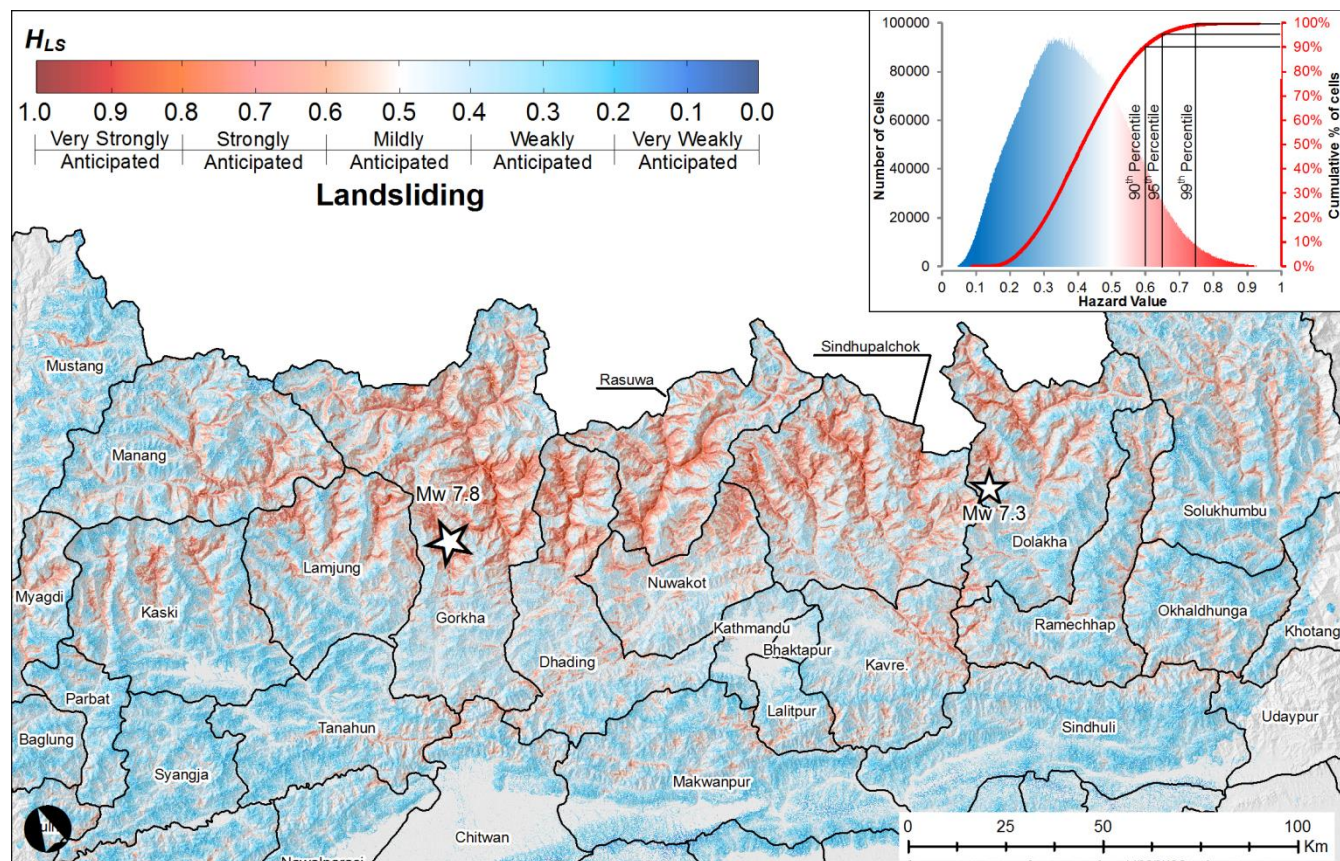 H_LS
1.0 0.9 0.8 0.7 0.6 0.5 0.4 0.3 0.2 0.1 0.0
Very Strongly Strongly Mildly Weakly Very Weakly
Anticipated Anticipated Anticipated Anticipated Anticipated
Landsliding
100000
80000
60000
40000
20000
0
Number of Cells
90th Percentile
95th Percentile
99th Percentile
100%
90%
80%
70%
60%
50%
40%
30%
20%
10%
0%
Cumulative % of cells
0 0.1 0.2 0.3 0.4 0.5 0.6 0.7 0.8 0.9 1
Hazard Value
Sindhupalchok
Rasuwa
Mustang
Manang
Mw 7.8
Mw 7.3
Solukhumbu
Dolakha
Lamjung
Nuwakot
Myagdi
Kaski
Gorkha
Okhaldhunga
Ramechhap
Kathmandu
Khotang
Bhaktapur
Dhading
Kavre.
Parbat
Lalitpur
Tanahun
Sindhuli
Udaypur
Baglung
Syangja
Makwanpur
Chitwan
0 25 50 100
Km